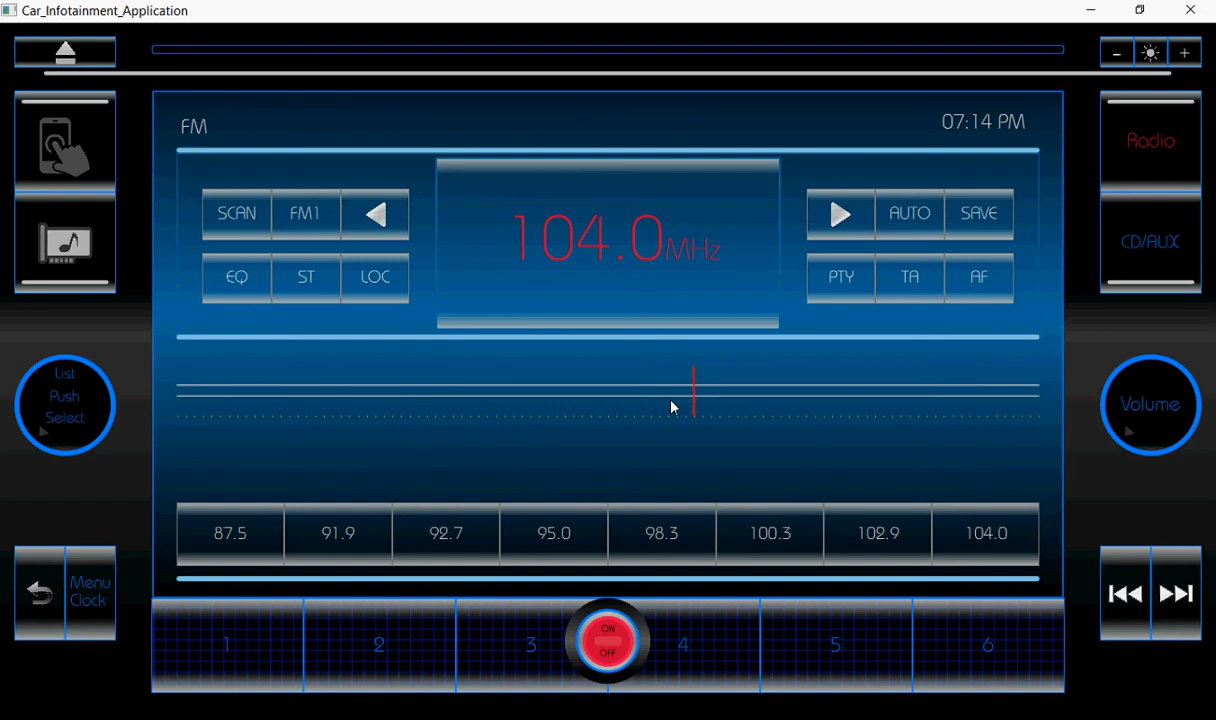 Car_Infotainment_Application
- +
FM 07:14 PM
Radio
SCAN FM1 AUTO SAVE
104.0MHz
CD/AUX
EQ ST LOC PTY TA AF
List
Push
Select
Volume
87.5 91.9 92.7 95.0 98.3 100.3 102.9 104.0
Menu
Clock
ON
OFF
1 2 3 4 5 6